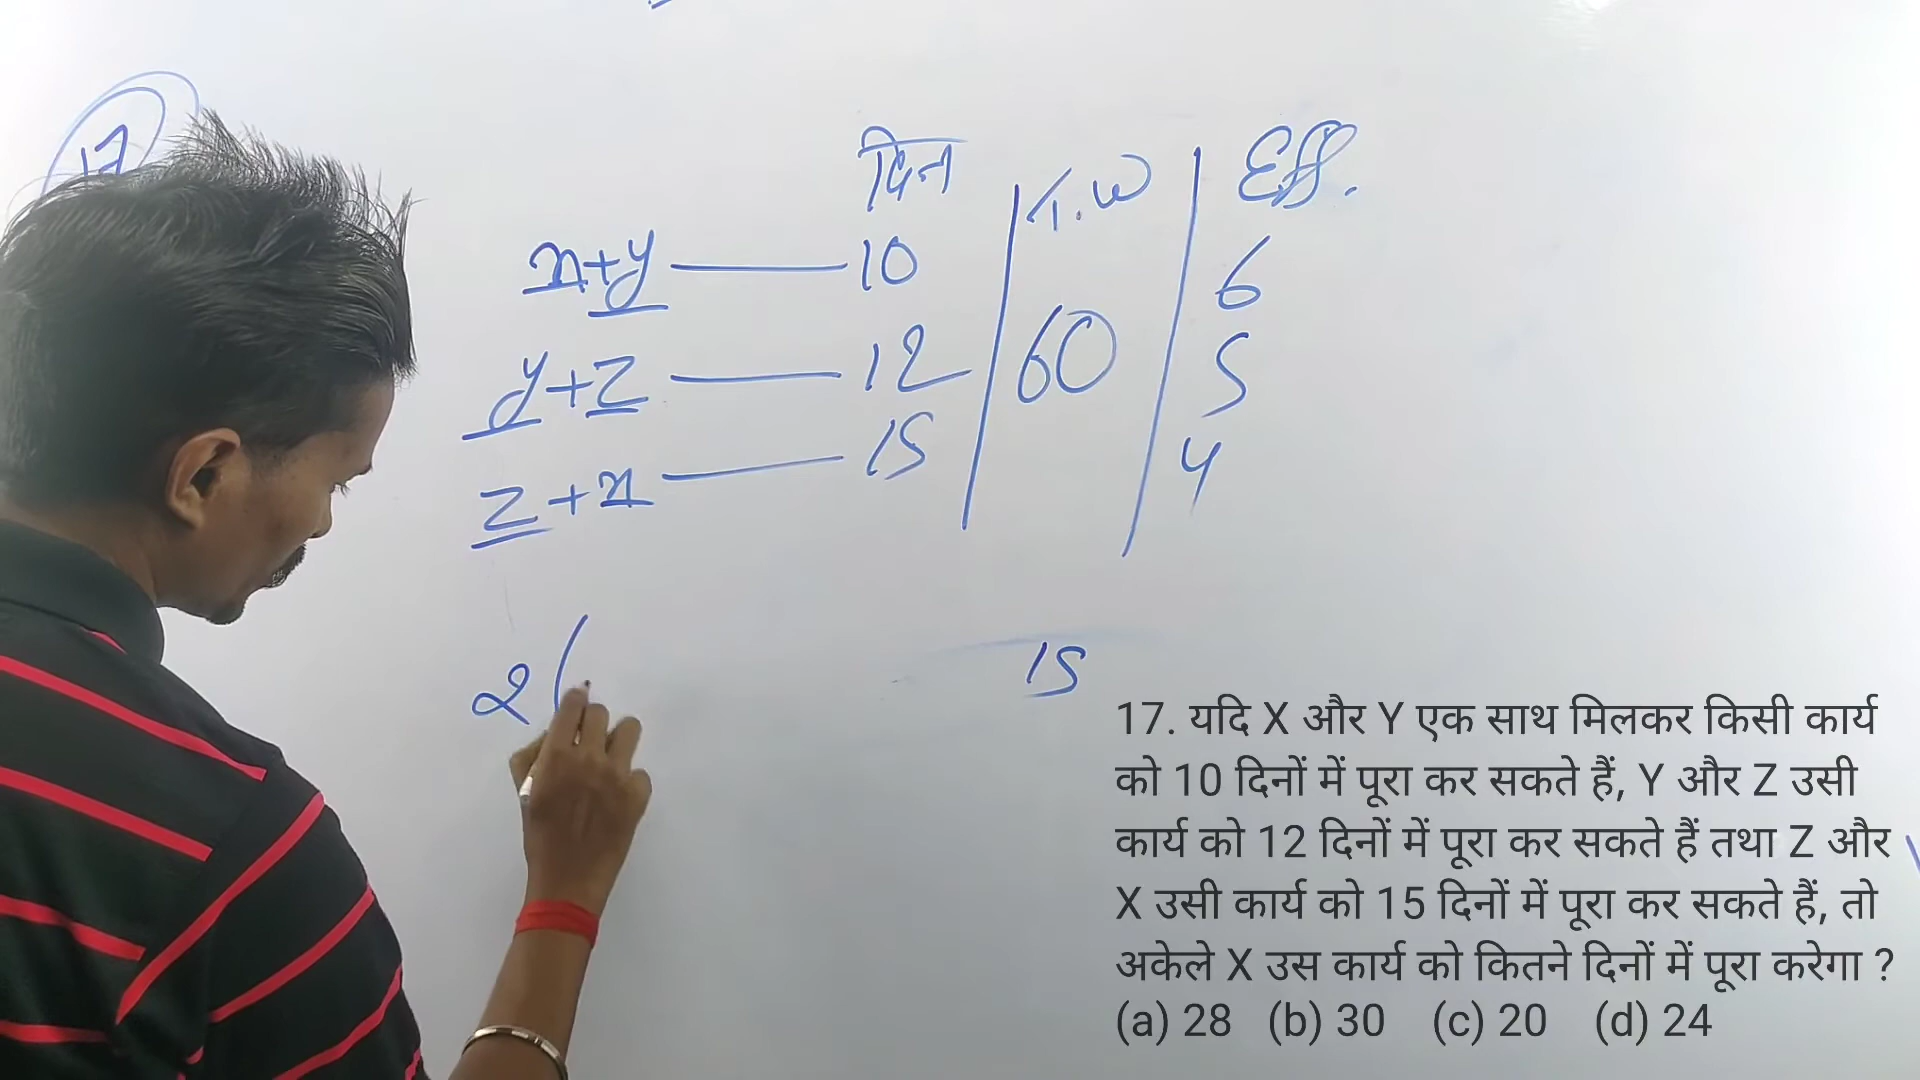 17
दिन T.W Eff.
x+y 10 6
y+z 12 60 5
z+x 15 4
2( 15
17. यदि X और Y एक साथ मिलकर किसी कार्य
को 10 दिनों में पूरा कर सकते हैं, Y और Z उसी
कार्य को 12 दिनों में पूरा कर सकते हैं तथा Z और
X उसी कार्य को 15 दिनों में पूरा कर सकते हैं, तो
अकेले X उस कार्य को कितने दिनों में पूरा करेगा ?
(a) 28 (b) 30 (c) 20 (d) 24